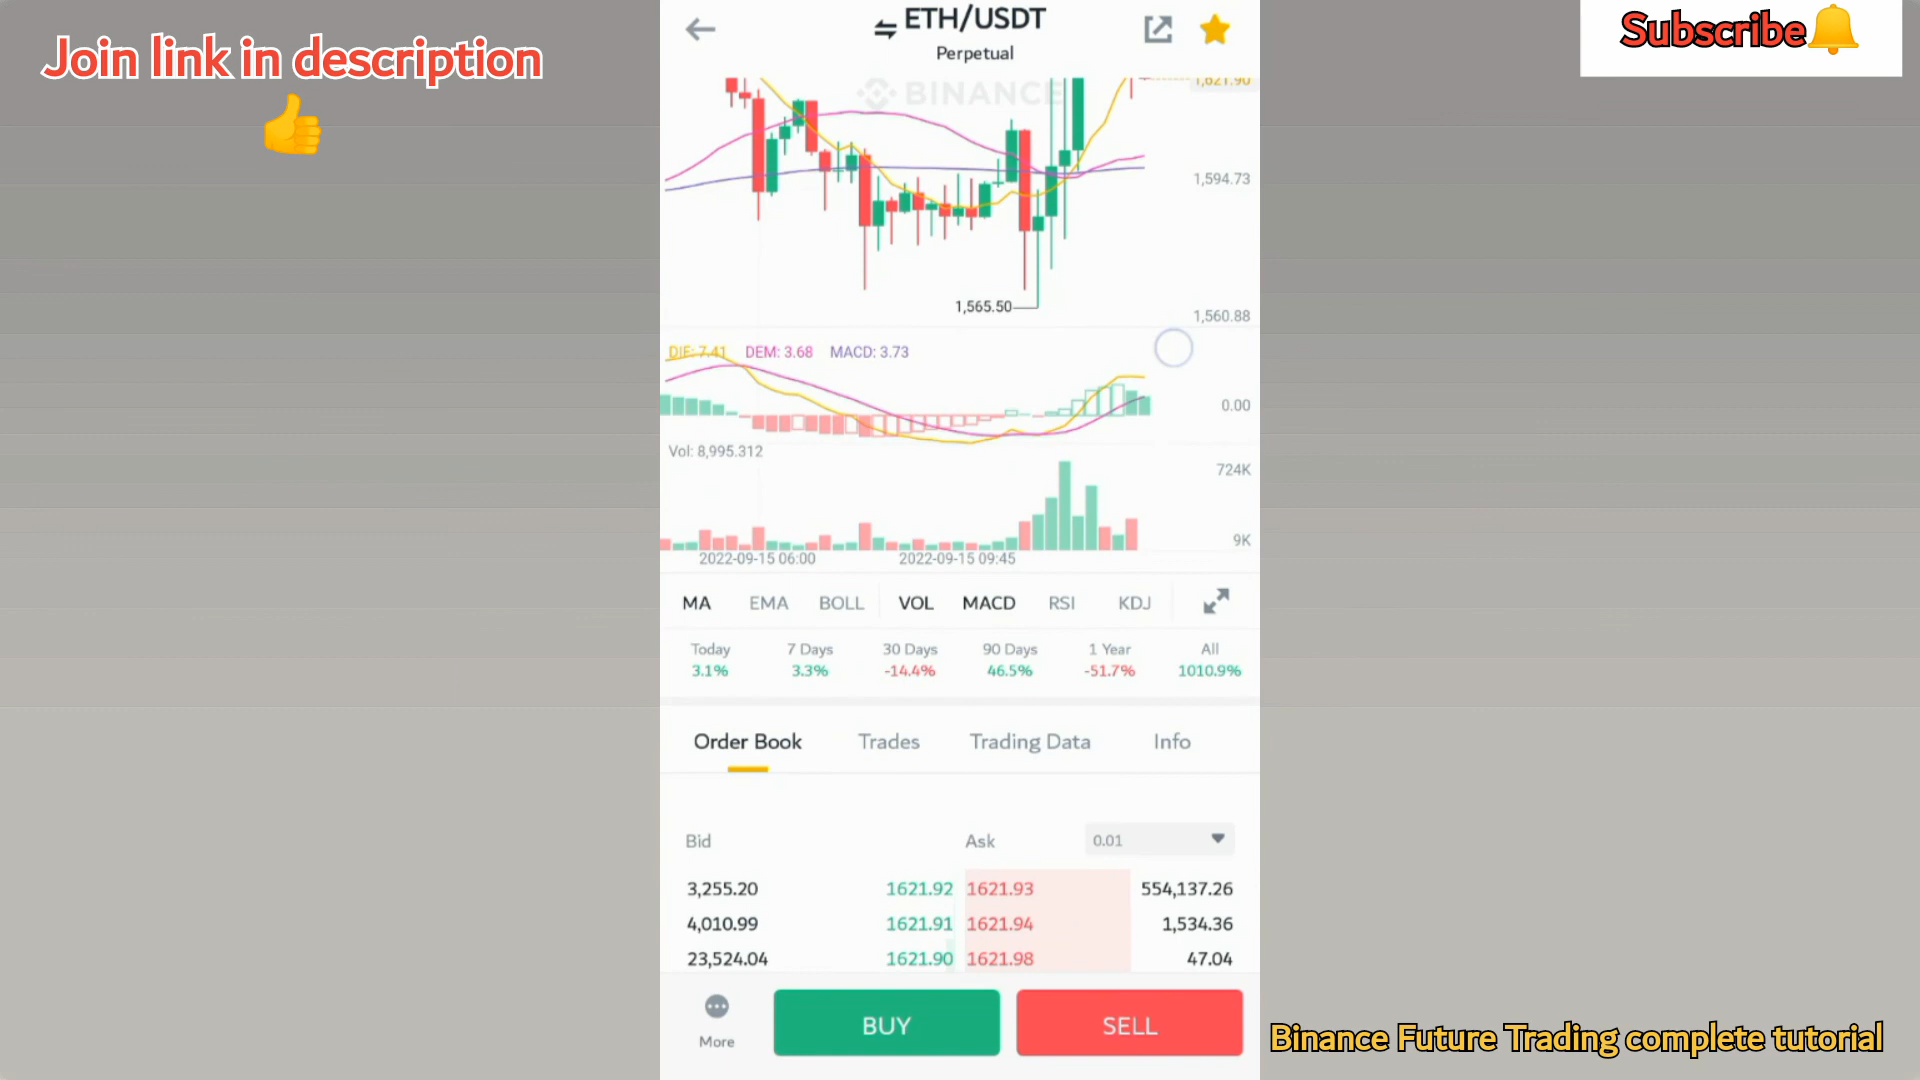 Join link in description
Subscribe
ETH/USDT
Perpetual
BINANCE
1,621.90
1,594.73
1,565.50
1,560.88
DIF: 7.41 DEM: 3.68 MACD: 3.73
0.00
Vol: 8,995.312
724K
9K
2022-09-15 06:00 2022-09-15 09:45
MA EMA BOLL VOL MACD RSI KDJ
Today 7 Days 30 Days 90 Days 1 Year All
3.1% 3.3% -14.4% 46.5% -51.7% 1010.9%
Order Book Trades Trading Data Info
Bid Ask 0.01
3,255.20 1621.92 1621.93 554,137.26
4,010.99 1621.91 1621.94 1,534.36
23,524.04 1621.90 1621.98 47.04
More BUY SELL
Binance Future Trading complete tutorial